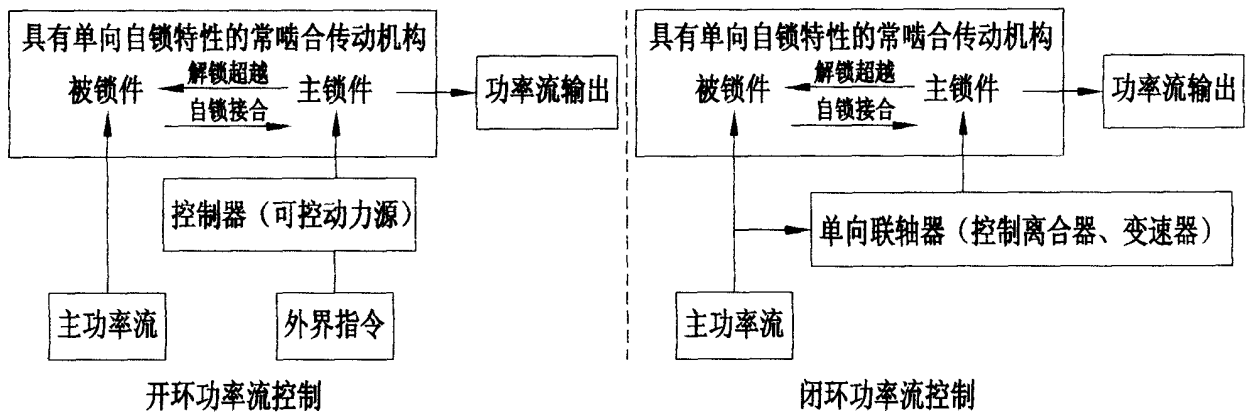 具有单向自锁特性的常啮合传动机构
被锁件
解锁超越
自锁接合
主锁件
功率流输出
控制器（可控动力源）
主功率流
外界指令
开环功率流控制
具有单向自锁特性的常啮合传动机构
被锁件
解锁超越
自锁接合
主锁件
功率流输出
单向联轴器（控制离合器、变速器）
主功率流
闭环功率流控制